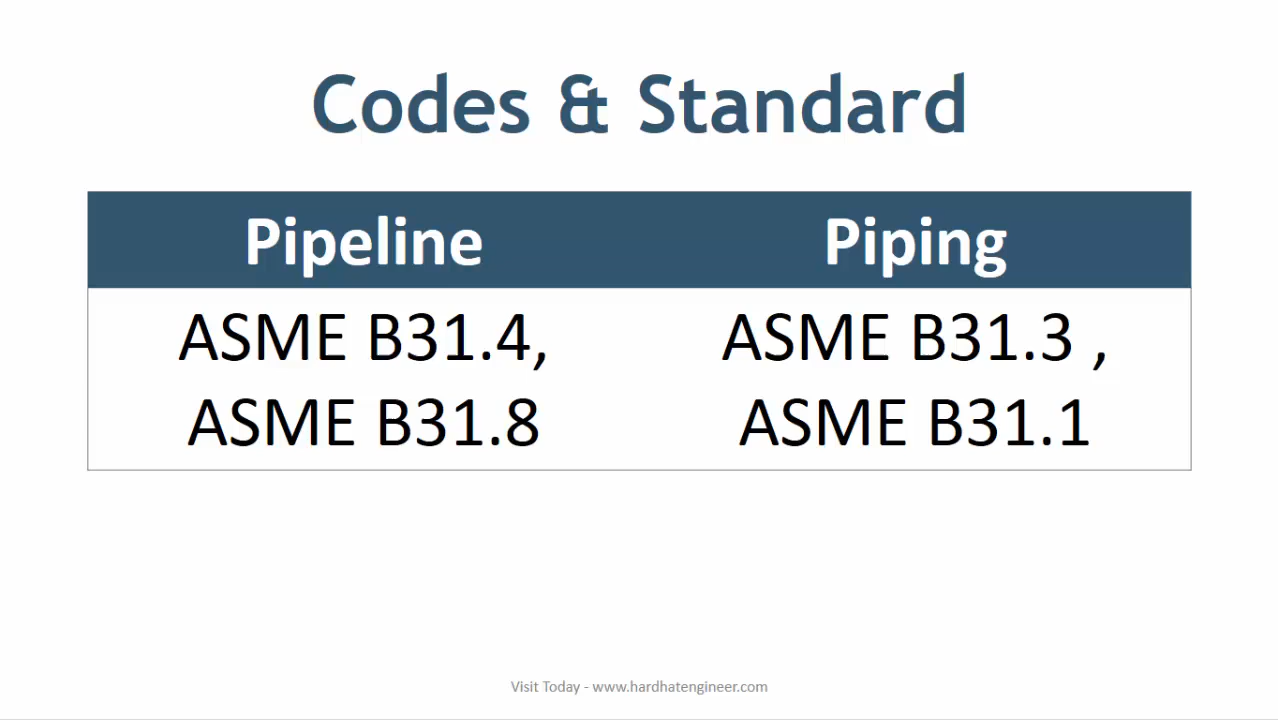 Codes & Standard
Pipeline Piping
ASME B31.4, ASME B31.3 ,
ASME B31.8 ASME B31.1
Visit Today - www.hardhatengineer.com